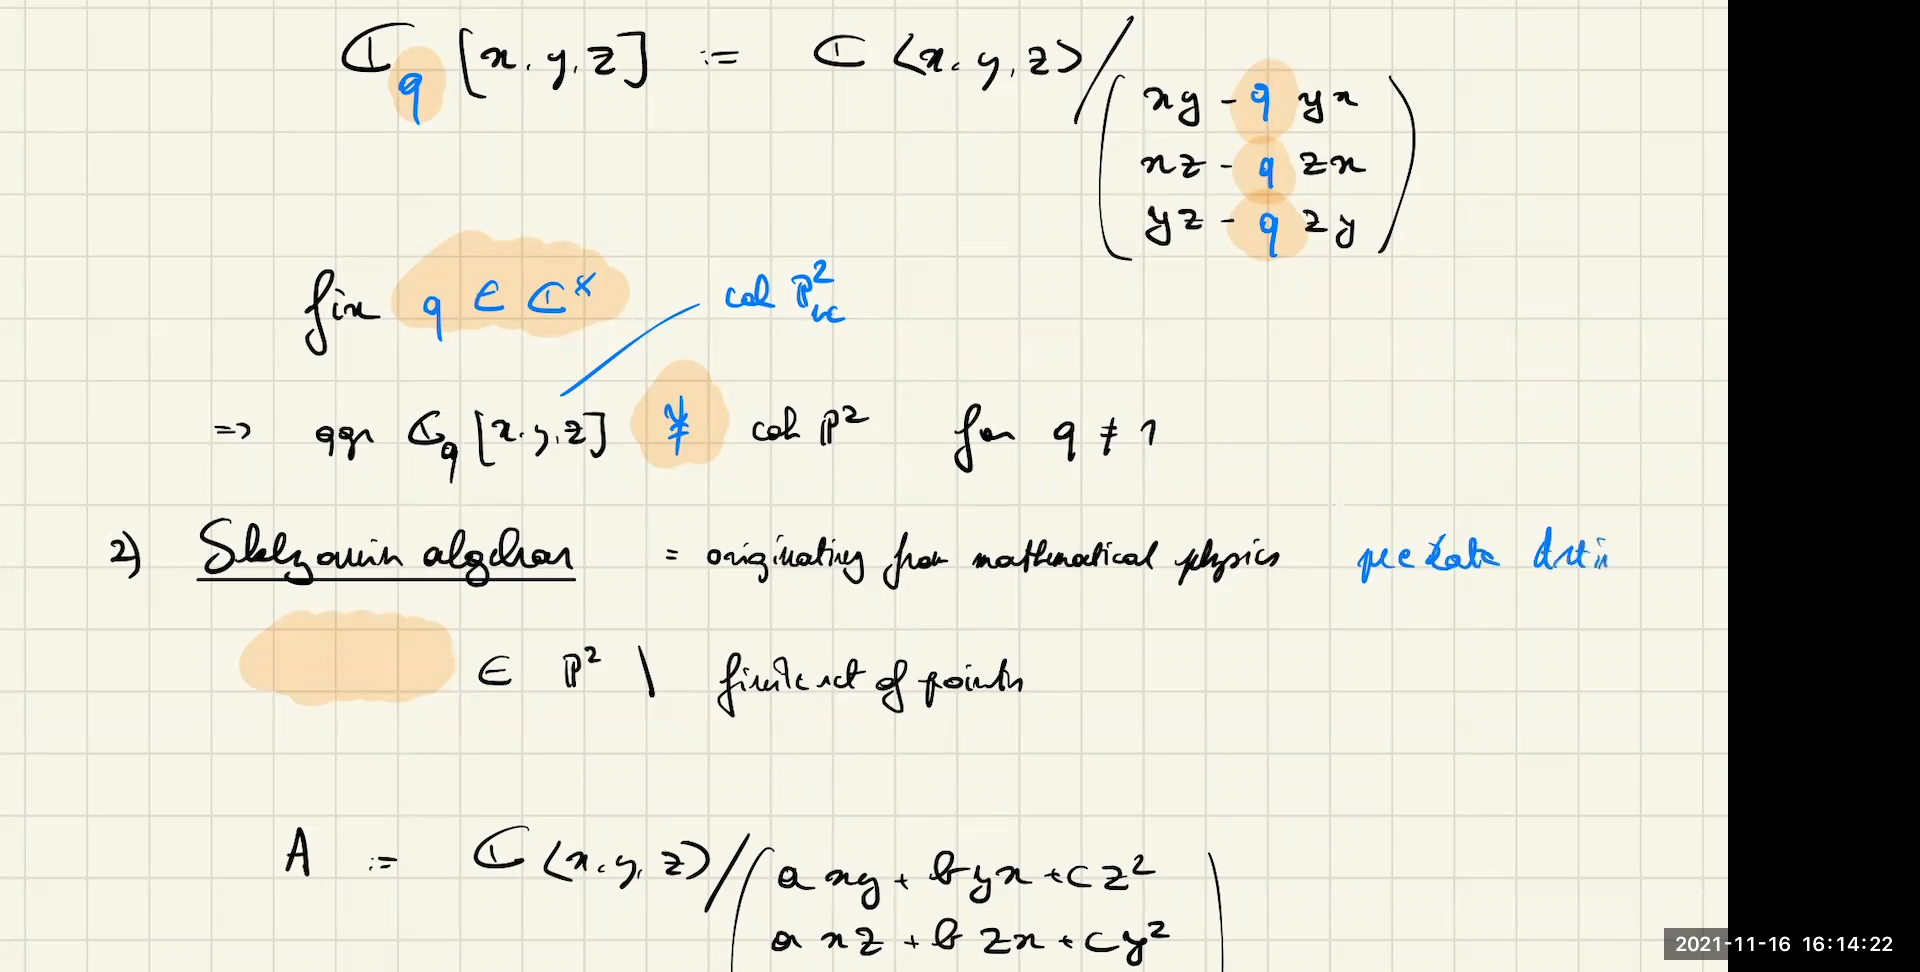 ℂ_q [x, y, z] := ℂ ⟨x, y, z⟩ / ( xy - q yx
xz - q zx
yz - q zy )
fix q ∈ ℂ^×
coh ℙ²_nc
=> qgr ℂ_q [x, y, z] ≄ coh ℙ² for q ≠ 1
2) Sklyanin algebras = originating from mathematical physics
∈ ℙ² \ finite set of points
A := ℂ ⟨x, y, z⟩ / ( a xy + b yx + c z²
a xz + b zx + c y² )
2021-11-16 16:14:22